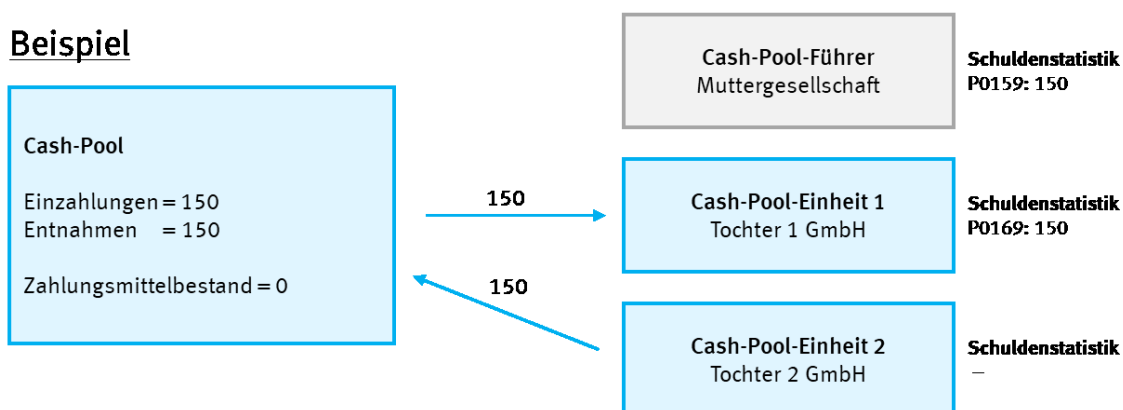 Beispiel
Cash-Pool
Einzahlungen = 150
Entnahmen = 150
Zahlungsmittelbestand = 0
150
150
Cash-Pool-Führer
Muttergesellschaft
Schuldenstatistik
P0159: 150
Cash-Pool-Einheit 1
Tochter 1 GmbH
Schuldenstatistik
P0169: 150
Cash-Pool-Einheit 2
Tochter 2 GmbH
Schuldenstatistik
–